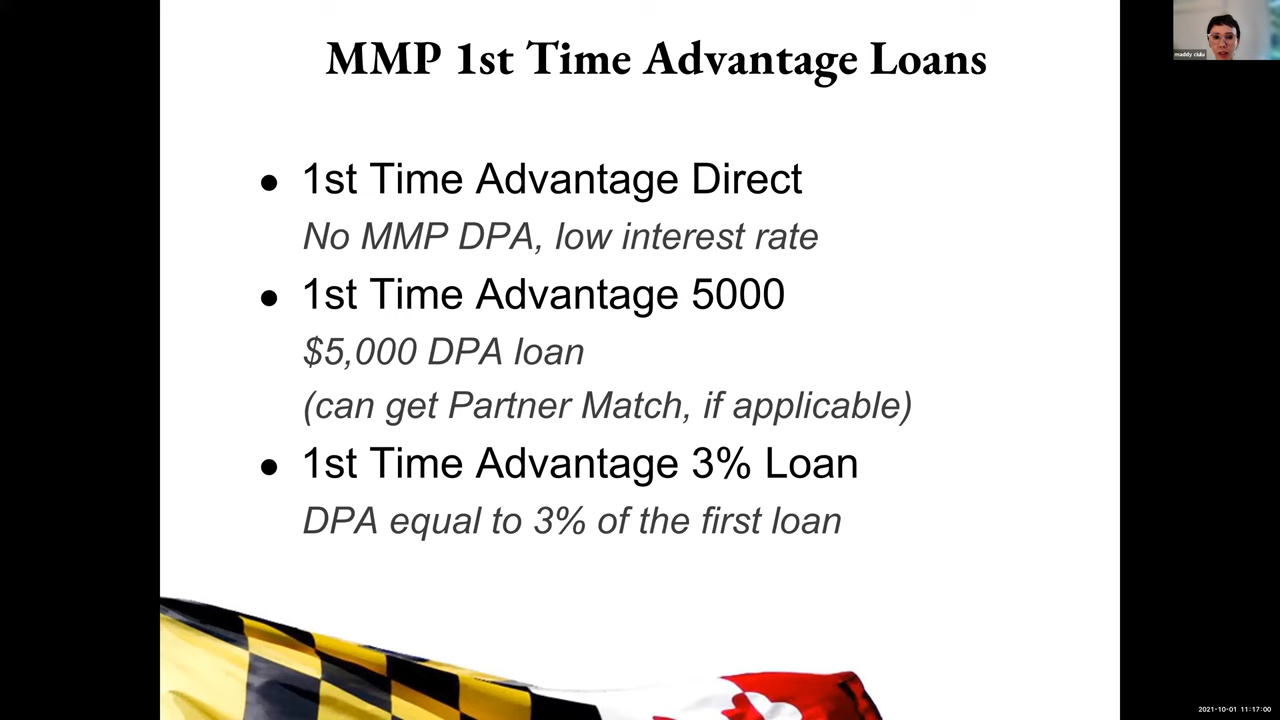 MMP 1st Time Advantage Loans
maddy ciulu
● 1st Time Advantage Direct
No MMP DPA, low interest rate
● 1st Time Advantage 5000
$5,000 DPA loan
(can get Partner Match, if applicable)
● 1st Time Advantage 3% Loan
DPA equal to 3% of the first loan
2021-10-01 11:17:00